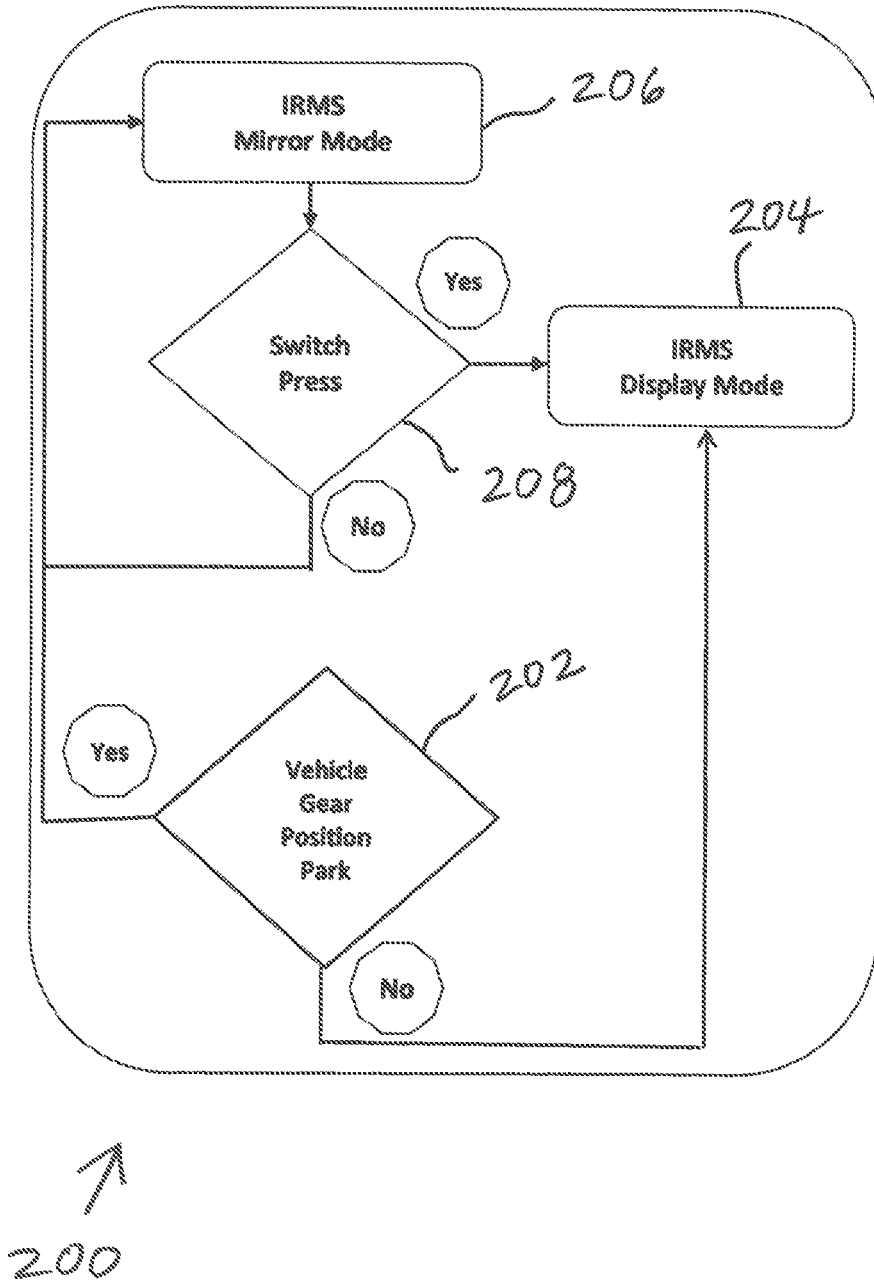 IRMS
Mirror Mode
206
204
Yes
Switch
Press
IRMS
Display Mode
208
No
202
Yes
Vehicle
Gear
Position
Park
No
200